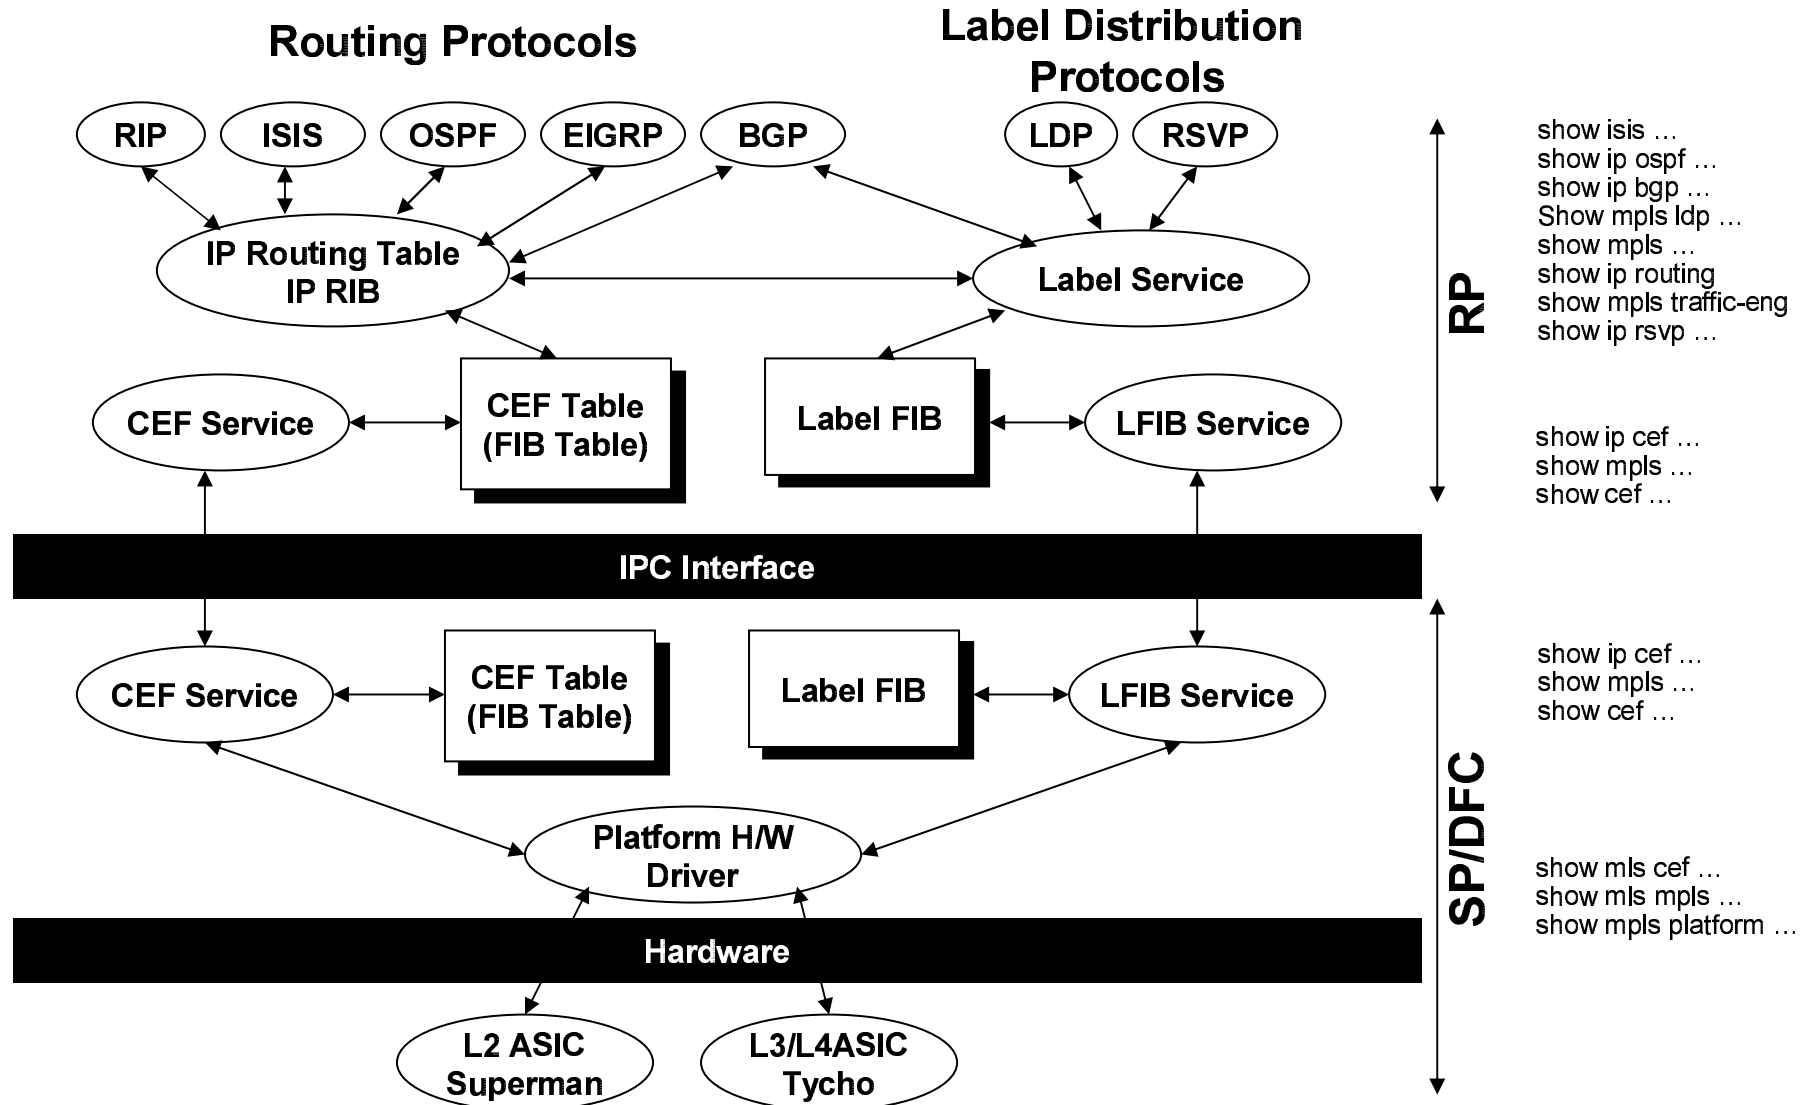 Routing Protocols
Label Distribution
Protocols
RIP
ISIS
OSPF
EIGRP
BGP
LDP
RSVP
IP Routing Table
IP RIB
Label Service
CEF Service
CEF Table
(FIB Table)
Label FIB
LFIB Service
RP
show isis …
show ip ospf …
show ip bgp …
Show mpls ldp …
show mpls …
show ip routing
show mpls traffic-eng
show ip rsvp …
show ip cef …
show mpls …
show cef …
IPC Interface
CEF Service
CEF Table
(FIB Table)
Label FIB
LFIB Service
Platform H/W
Driver
SP/DFC
show ip cef …
show mpls …
show cef …
show mls cef …
show mls mpls …
show mpls platform …
Hardware
L2 ASIC
Superman
L3/L4ASIC
Tycho